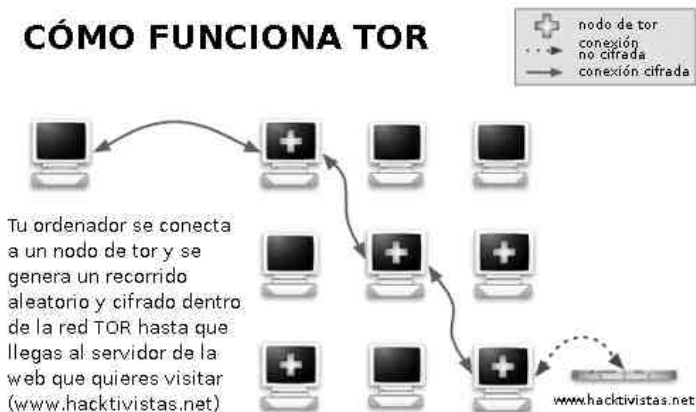 CÓMO FUNCIONA TOR
nodo de tor
conexión
no cifrada
conexión cifrada
Tu ordenador se conecta
a un nodo de tor y se
genera un recorrido
aleatorio y cifrado dentro
de la red TOR hasta que
llegas al servidor de la
web que quieres visitar
(www.hacktivistas.net)
www.hacktivistas.net